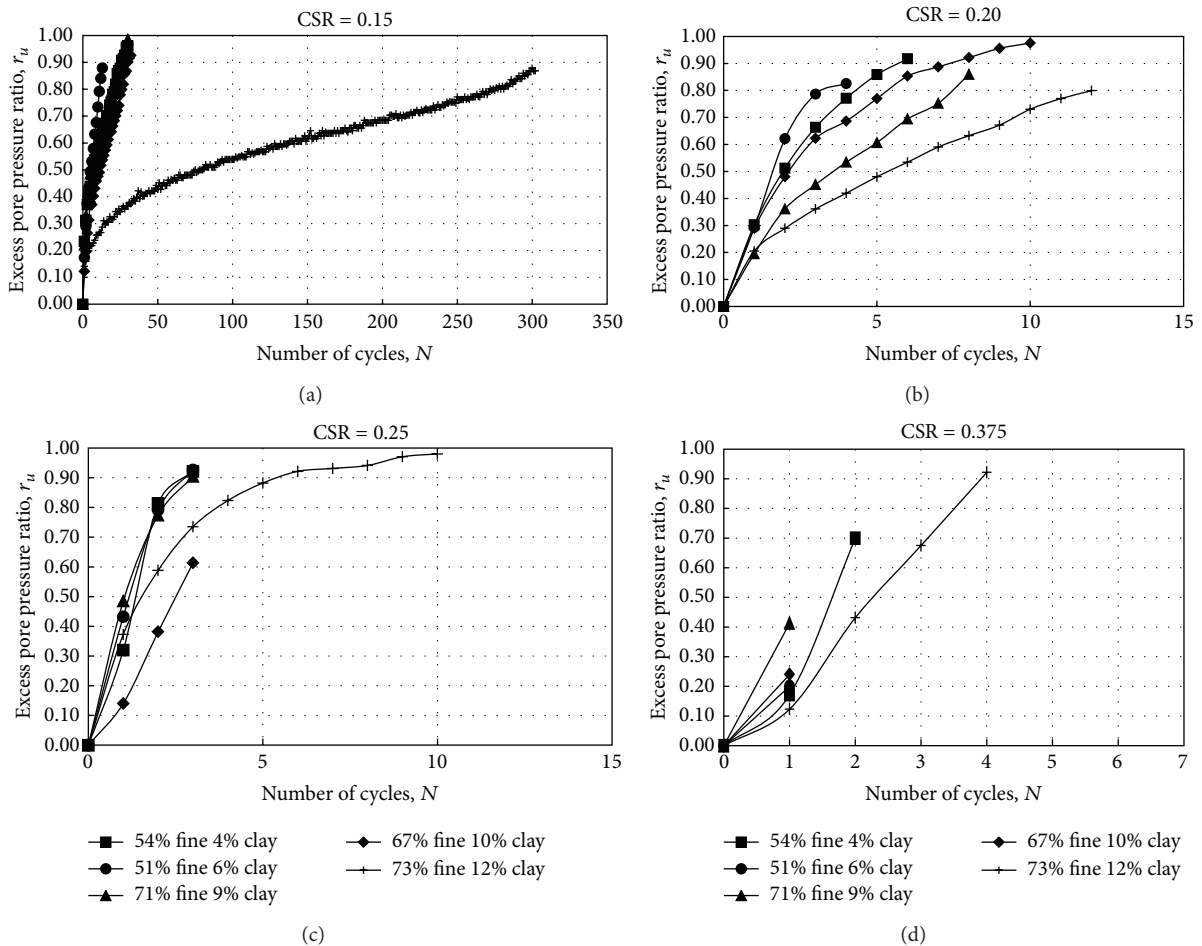 CSR = 0.15
Excess pore pressure ratio, r_u
1.00
0.90
0.80
0.70
0.60
0.50
0.40
0.30
0.20
0.10
0.00
0 50 100 150 200 250 300 350
Number of cycles, N
(a)
CSR = 0.20
Excess pore pressure ratio, r_u
1.00
0.90
0.80
0.70
0.60
0.50
0.40
0.30
0.20
0.10
0.00
0 5 10 15
Number of cycles, N
(b)
CSR = 0.25
Excess pore pressure ratio, r_u
1.00
0.90
0.80
0.70
0.60
0.50
0.40
0.30
0.20
0.10
0.00
0 5 10 15
Number of cycles, N
54% fine 4% clay
51% fine 6% clay
71% fine 9% clay
67% fine 10% clay
73% fine 12% clay
(c)
CSR = 0.375
Excess pore pressure ratio, r_u
1.00
0.90
0.80
0.70
0.60
0.50
0.40
0.30
0.20
0.10
0.00
0 1 2 3 4 5 6 7
Number of cycles, N
54% fine 4% clay
51% fine 6% clay
71% fine 9% clay
67% fine 10% clay
73% fine 12% clay
(d)